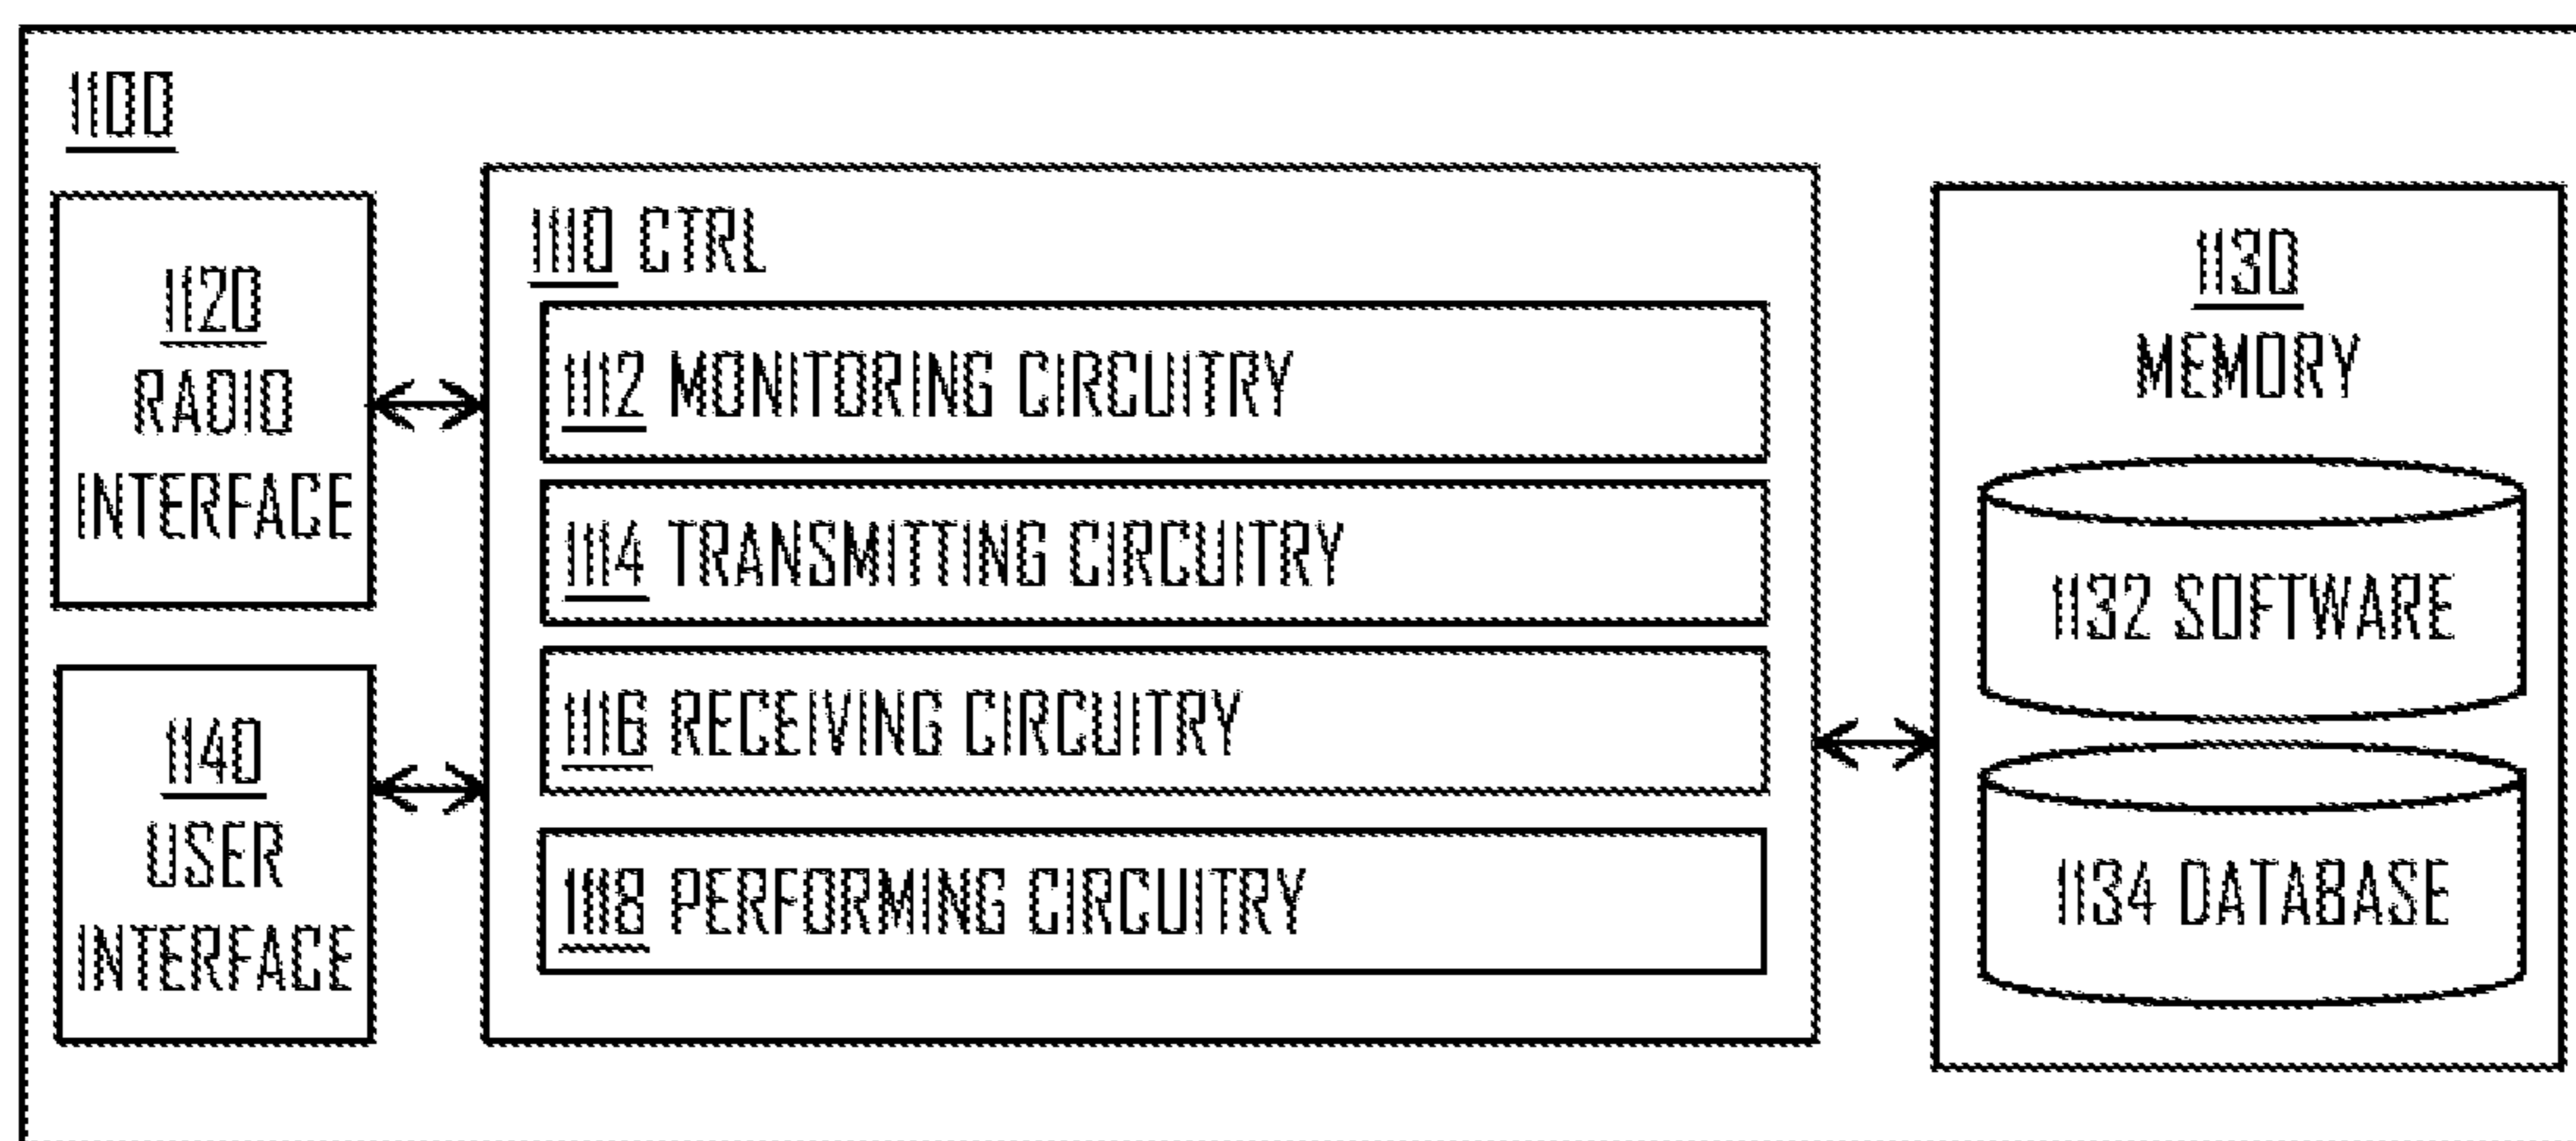 1100
1120
RADIO
INTERFACE
1140
USER
INTERFACE
1110 CTRL
1112 MONITORING CIRCUITRY
1114 TRANSMITTING CIRCUITRY
1116 RECEIVING CIRCUITRY
1118 PERFORMING CIRCUITRY
1130
MEMORY
1132 SOFTWARE
1134 DATABASE